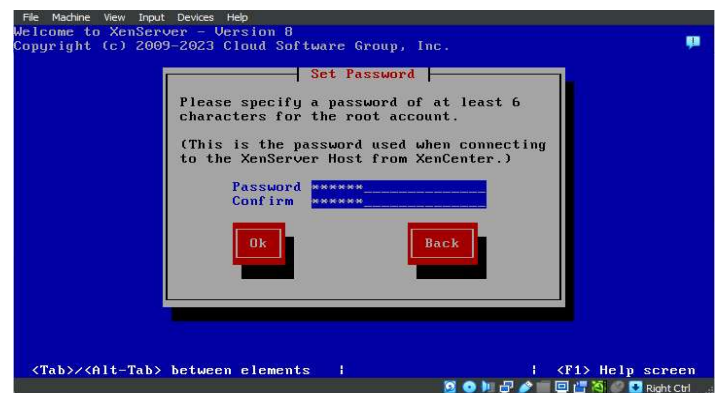 File Machine View Input Devices Help
Welcome to XenServer - Version 8
Copyright (c) 2009-2023 Cloud Software Group, Inc.
Set Password
Please specify a password of at least 6
characters for the root account.
(This is the password used when connecting
to the XenServer Host from XenCenter.)
Password ******______________
Confirm ******______________
Ok Back
<Tab>/<Alt-Tab> between elements | | <F1> Help screen
Right Ctrl